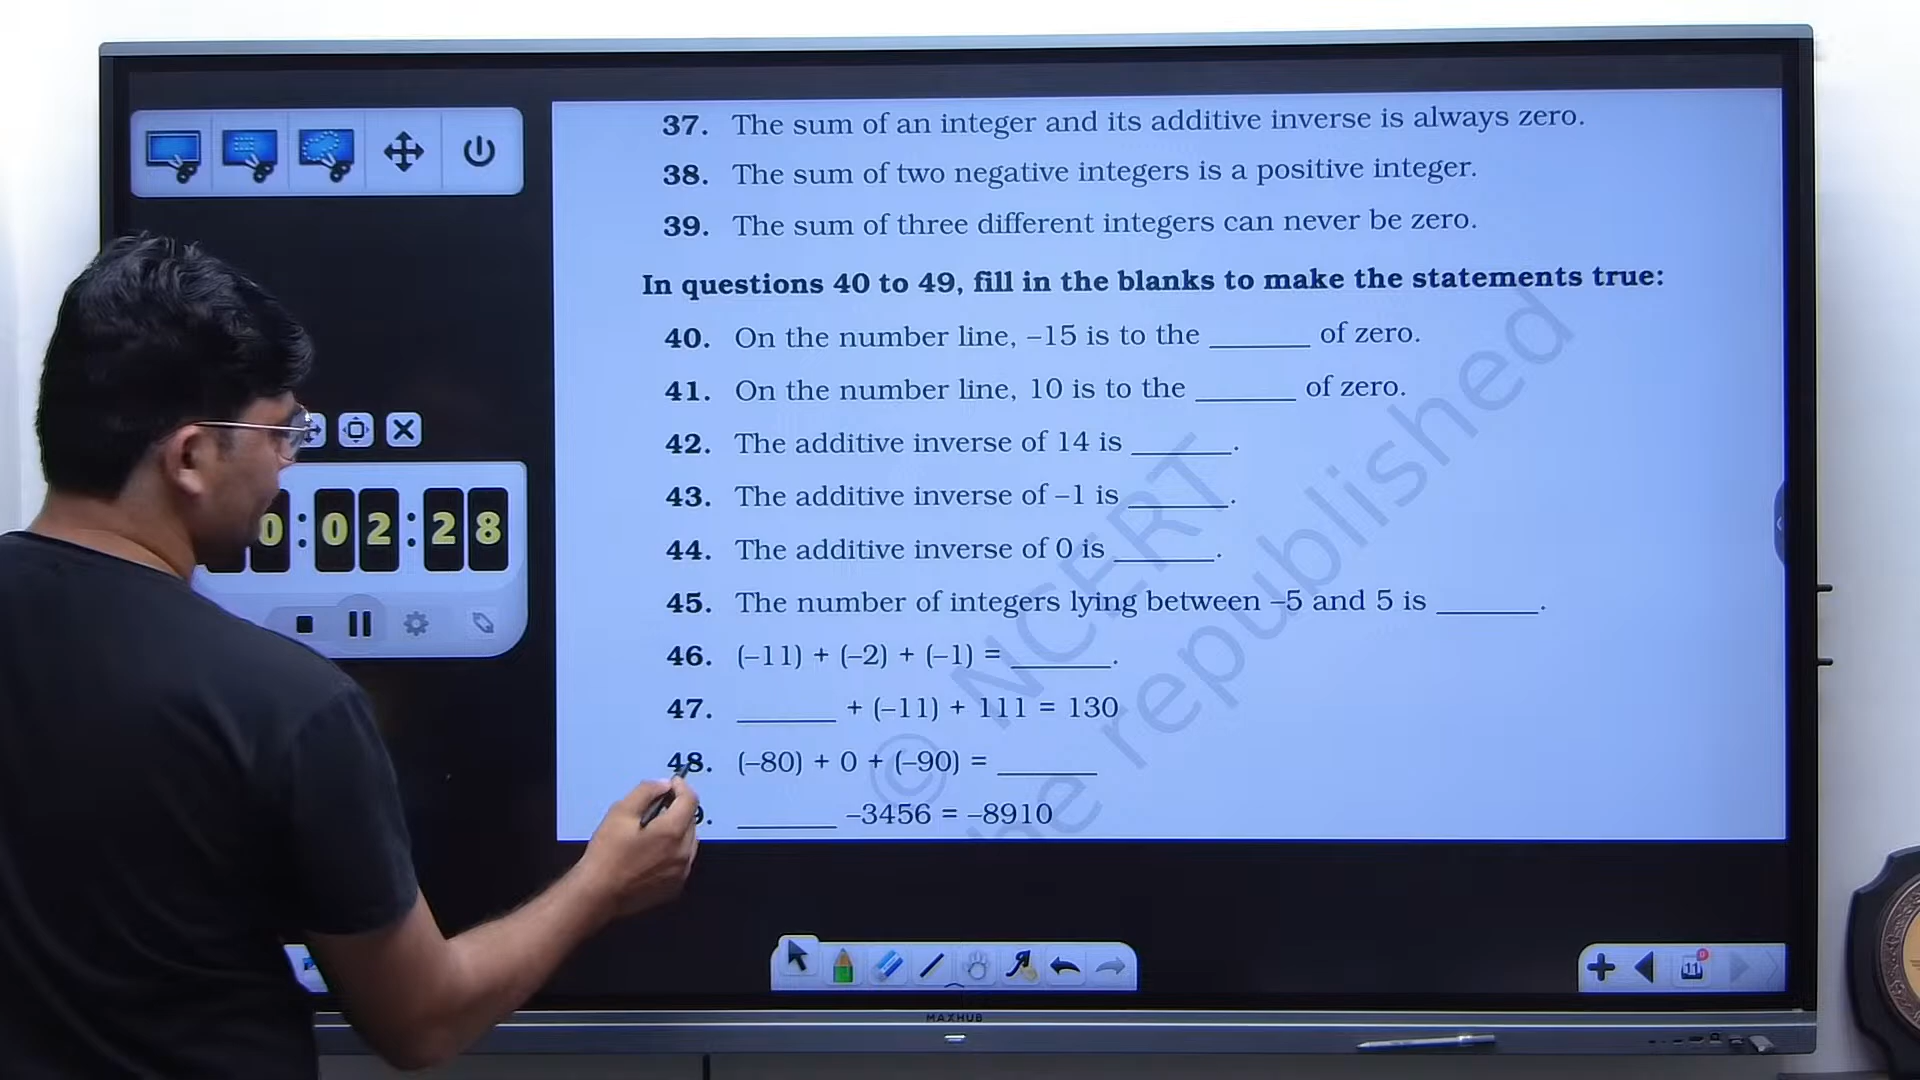 37. The sum of an integer and its additive inverse is always zero.
38. The sum of two negative integers is a positive integer.
39. The sum of three different integers can never be zero.
In questions 40 to 49, fill in the blanks to make the statements true:
40. On the number line, –15 is to the _______ of zero.
41. On the number line, 10 is to the _______ of zero.
42. The additive inverse of 14 is _______.
43. The additive inverse of –1 is _______.
44. The additive inverse of 0 is _______.
45. The number of integers lying between –5 and 5 is _______.
46. (–11) + (–2) + (–1) = _______.
47. _______ + (–11) + 111 = 130
48. (–80) + 0 + (–90) = _______
9. _______ –3456 = –8910
0:02:28
© NCERT
be republished
11
MAXHUB